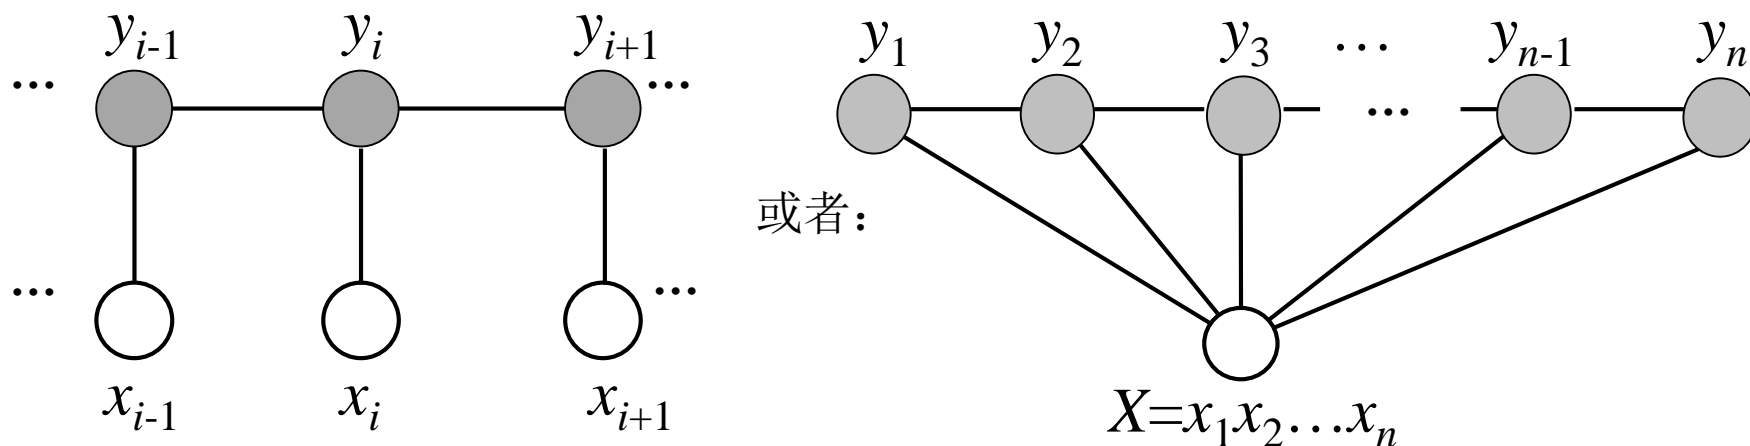 ... y_{i-1} y_i y_{i+1} ...
... x_{i-1} x_i x_{i+1} ...
或者：
y_1 y_2 y_3 … y_{n-1} y_n
...
X=x_1x_2…x_n